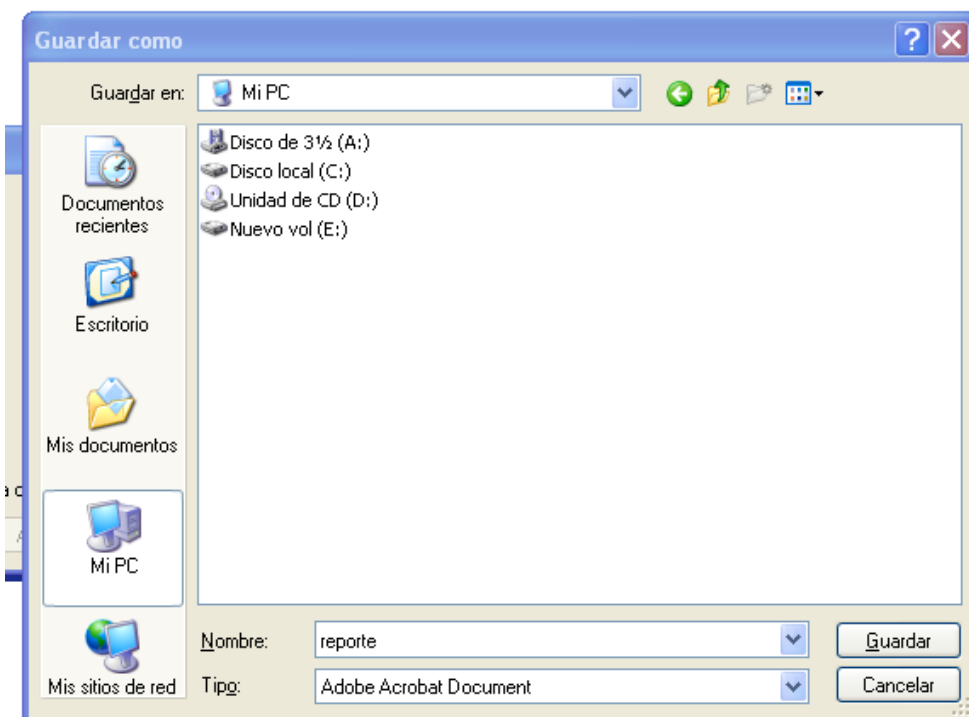 Guardar como
Guardar en:
Mi PC
Disco de 3½ (A:)
Disco local (C:)
Unidad de CD (D:)
Nuevo vol (E:)
Documentos
recientes
Escritorio
Mis documentos
Mi PC
Mis sitios de red
Nombre:
reporte
Guardar
Tipo:
Adobe Acrobat Document
Cancelar